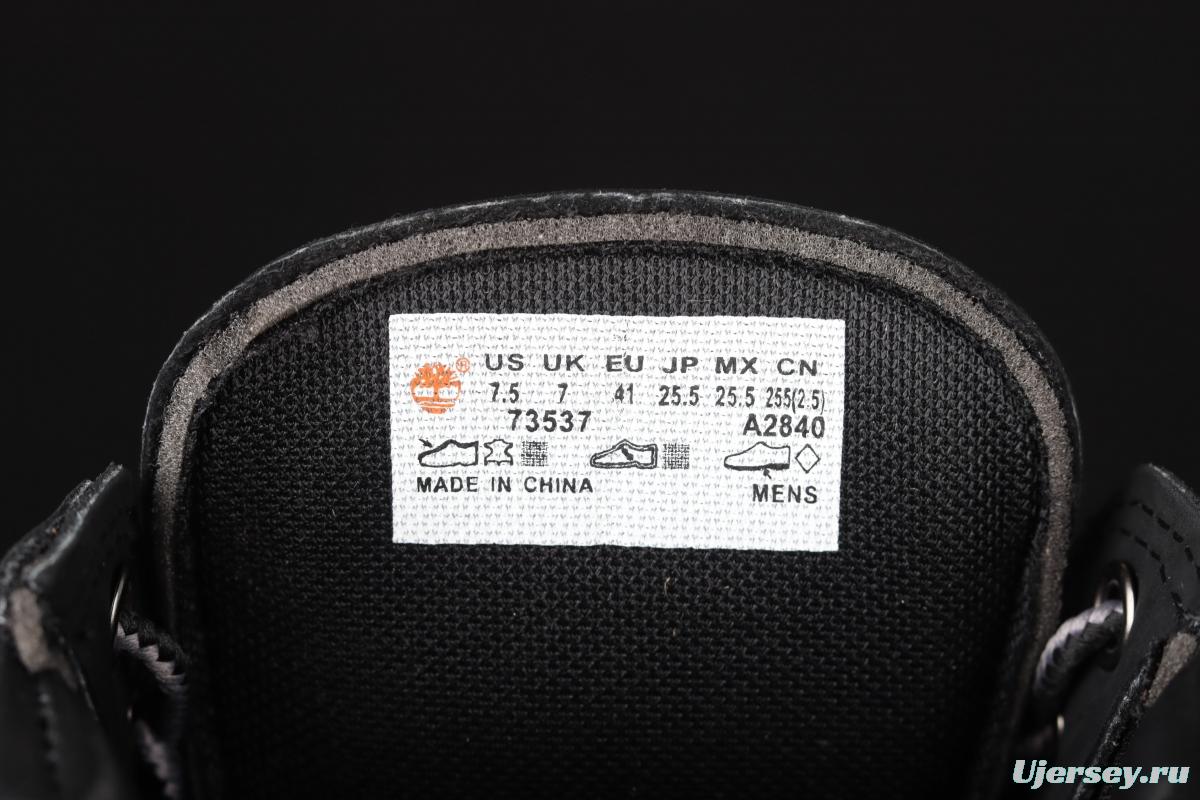 ® US UK EU JP MX CN
7.5 7 41 25.5 25.5 255(2.5)
73537 A2840
MADE IN CHINA MENS
Ujersey.ru